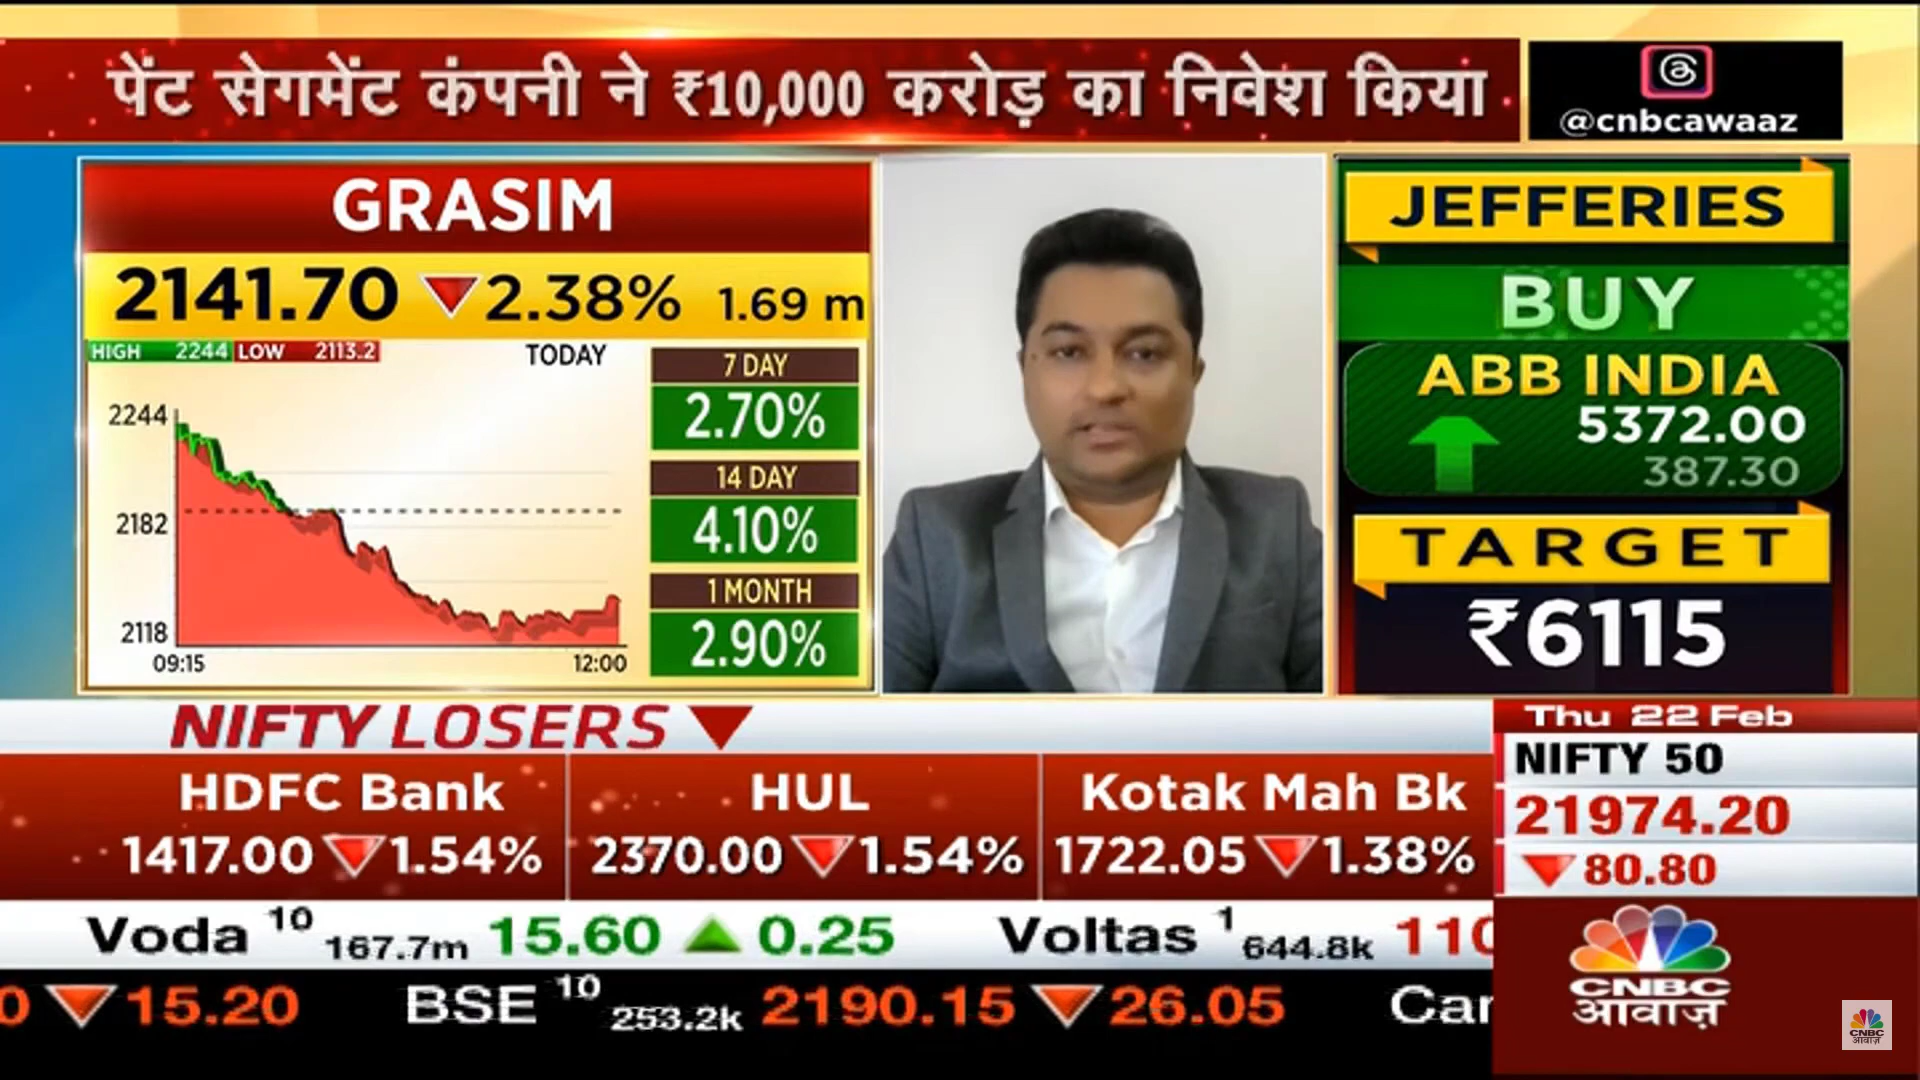 पेंट सेगमेंट कंपनी ने ₹10,000 करोड़ का निवेश किया
@cnbcawaaz
GRASIM
2141.70 ▼2.38% 1.69 m
HIGH 2244 LOW 2113.2
TODAY
2244
2182
2118
09:15 12:00
7 DAY
2.70%
14 DAY
4.10%
1 MONTH
2.90%
JEFFERIES
BUY
ABB INDIA
5372.00
387.30
TARGET
₹6115
NIFTY LOSERS ▼
HDFC Bank
1417.00 ▼1.54%
HUL
2370.00 ▼1.54%
Kotak Mah Bk
1722.05 ▼1.38%
Thu 22 Feb
NIFTY 50
21974.20
▼80.80
Voda 10 167.7m 15.60 ▲ 0.25 Voltas 1 644.8k 110
0 ▼15.20 BSE 10 253.2k 2190.15 ▼26.05 Car
CNBC
आवाज़
CNBC
आवाज़